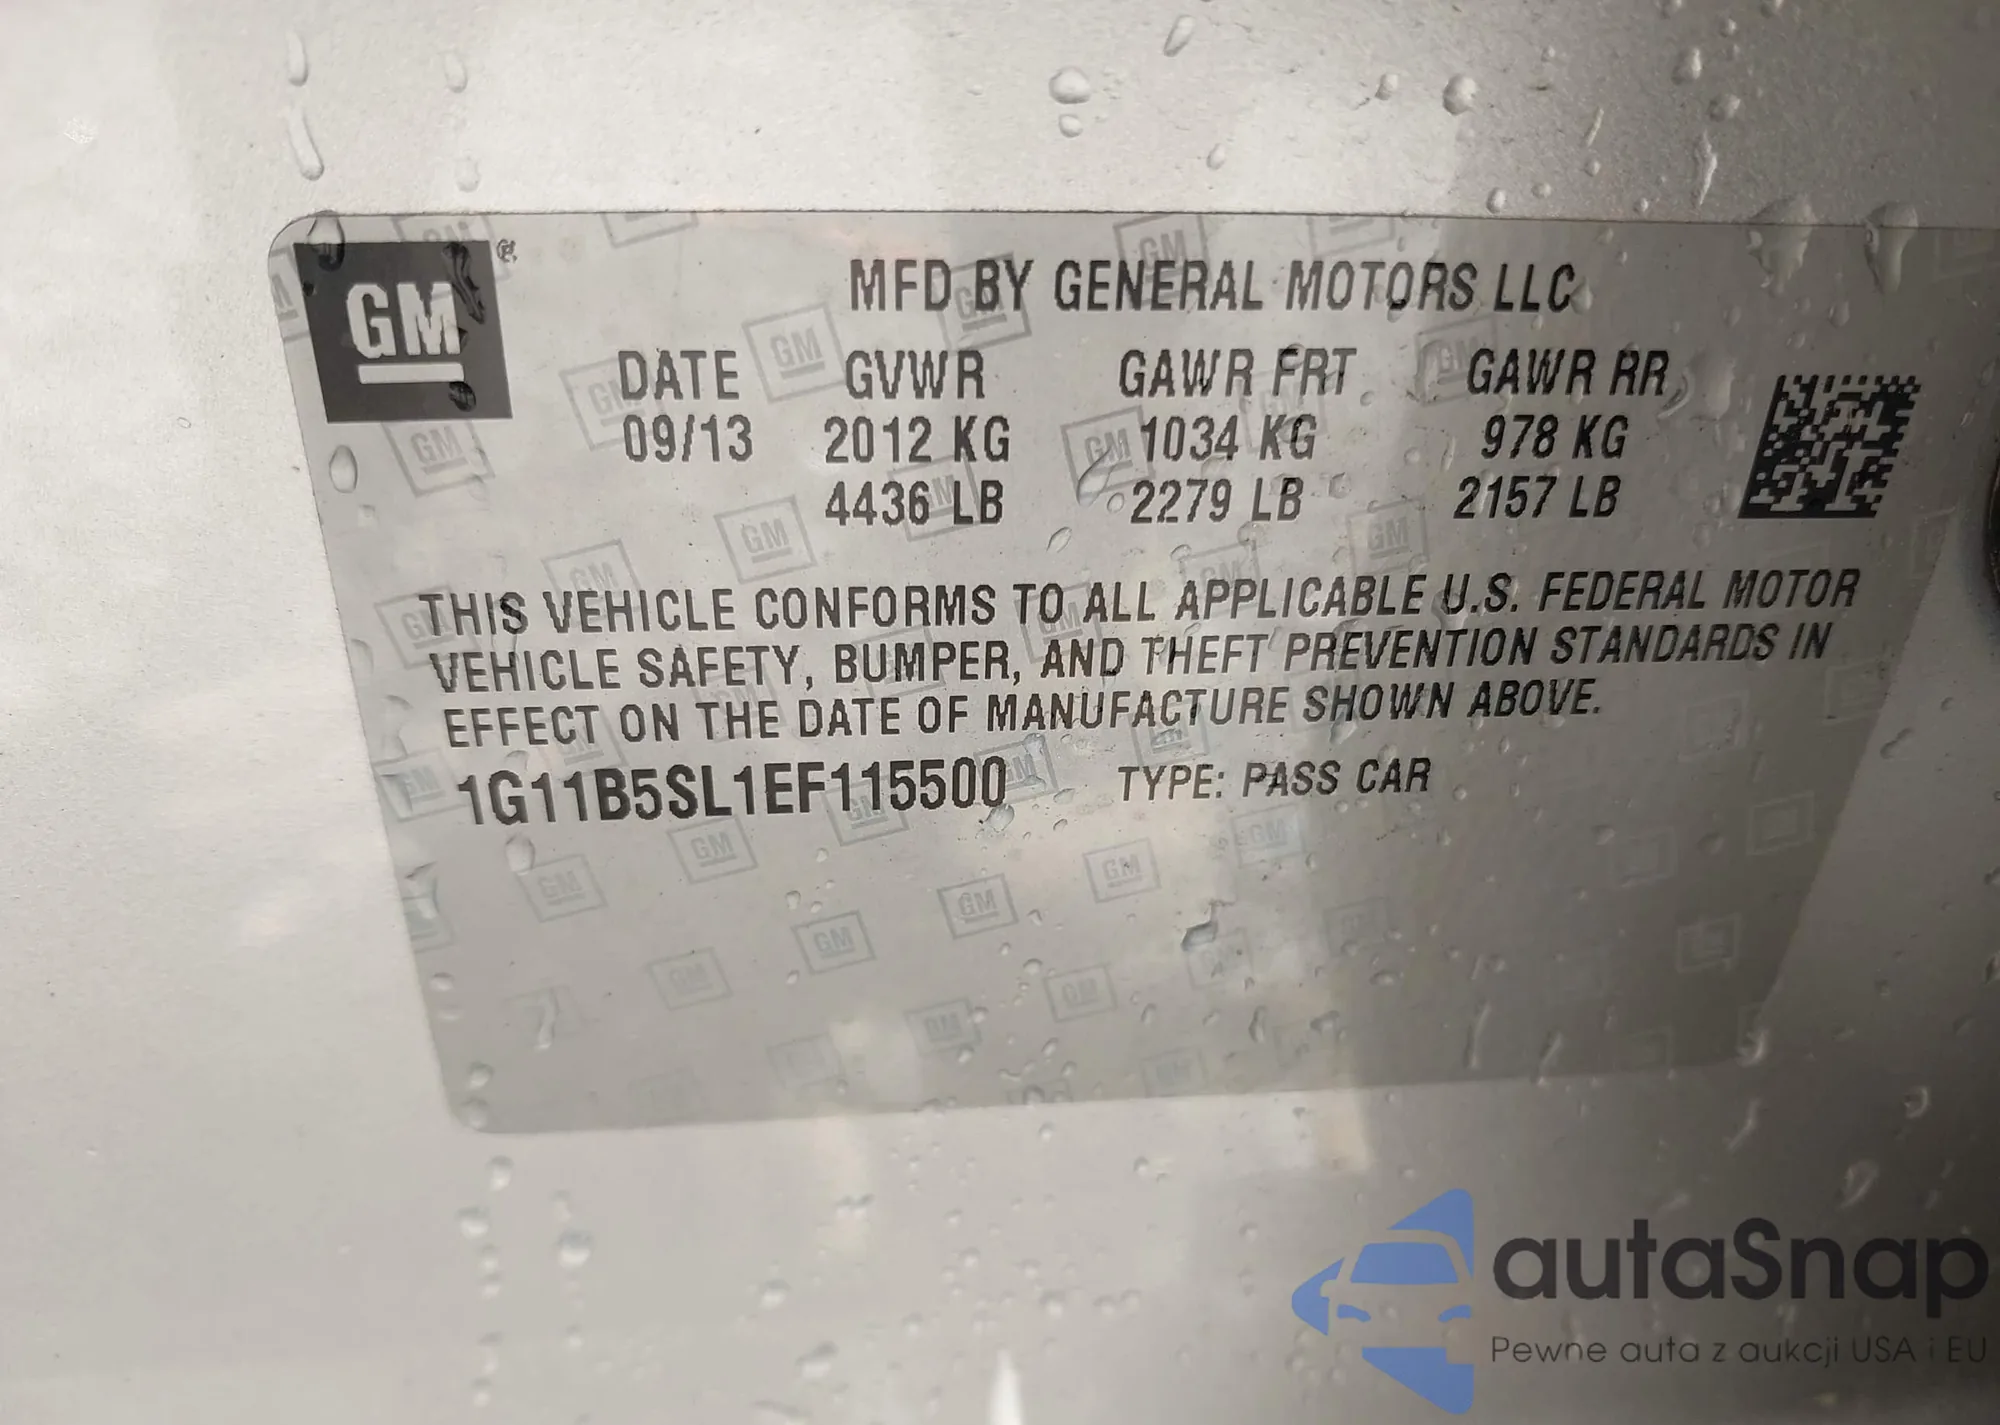 GM
MFD BY GENERAL MOTORS LLC
DATE GVWR GAWR FRT GAWR RR
09/13 2012 KG 1034 KG 978 KG
4436 LB 2279 LB 2157 LB
THIS VEHICLE CONFORMS TO ALL APPLICABLE U.S. FEDERAL MOTOR
VEHICLE SAFETY, BUMPER, AND THEFT PREVENTION STANDARDS IN
EFFECT ON THE DATE OF MANUFACTURE SHOWN ABOVE.
1G11B5SL1EF115500 TYPE: PASS CAR
autaSnap
Pewne auta z aukcji USA i EU